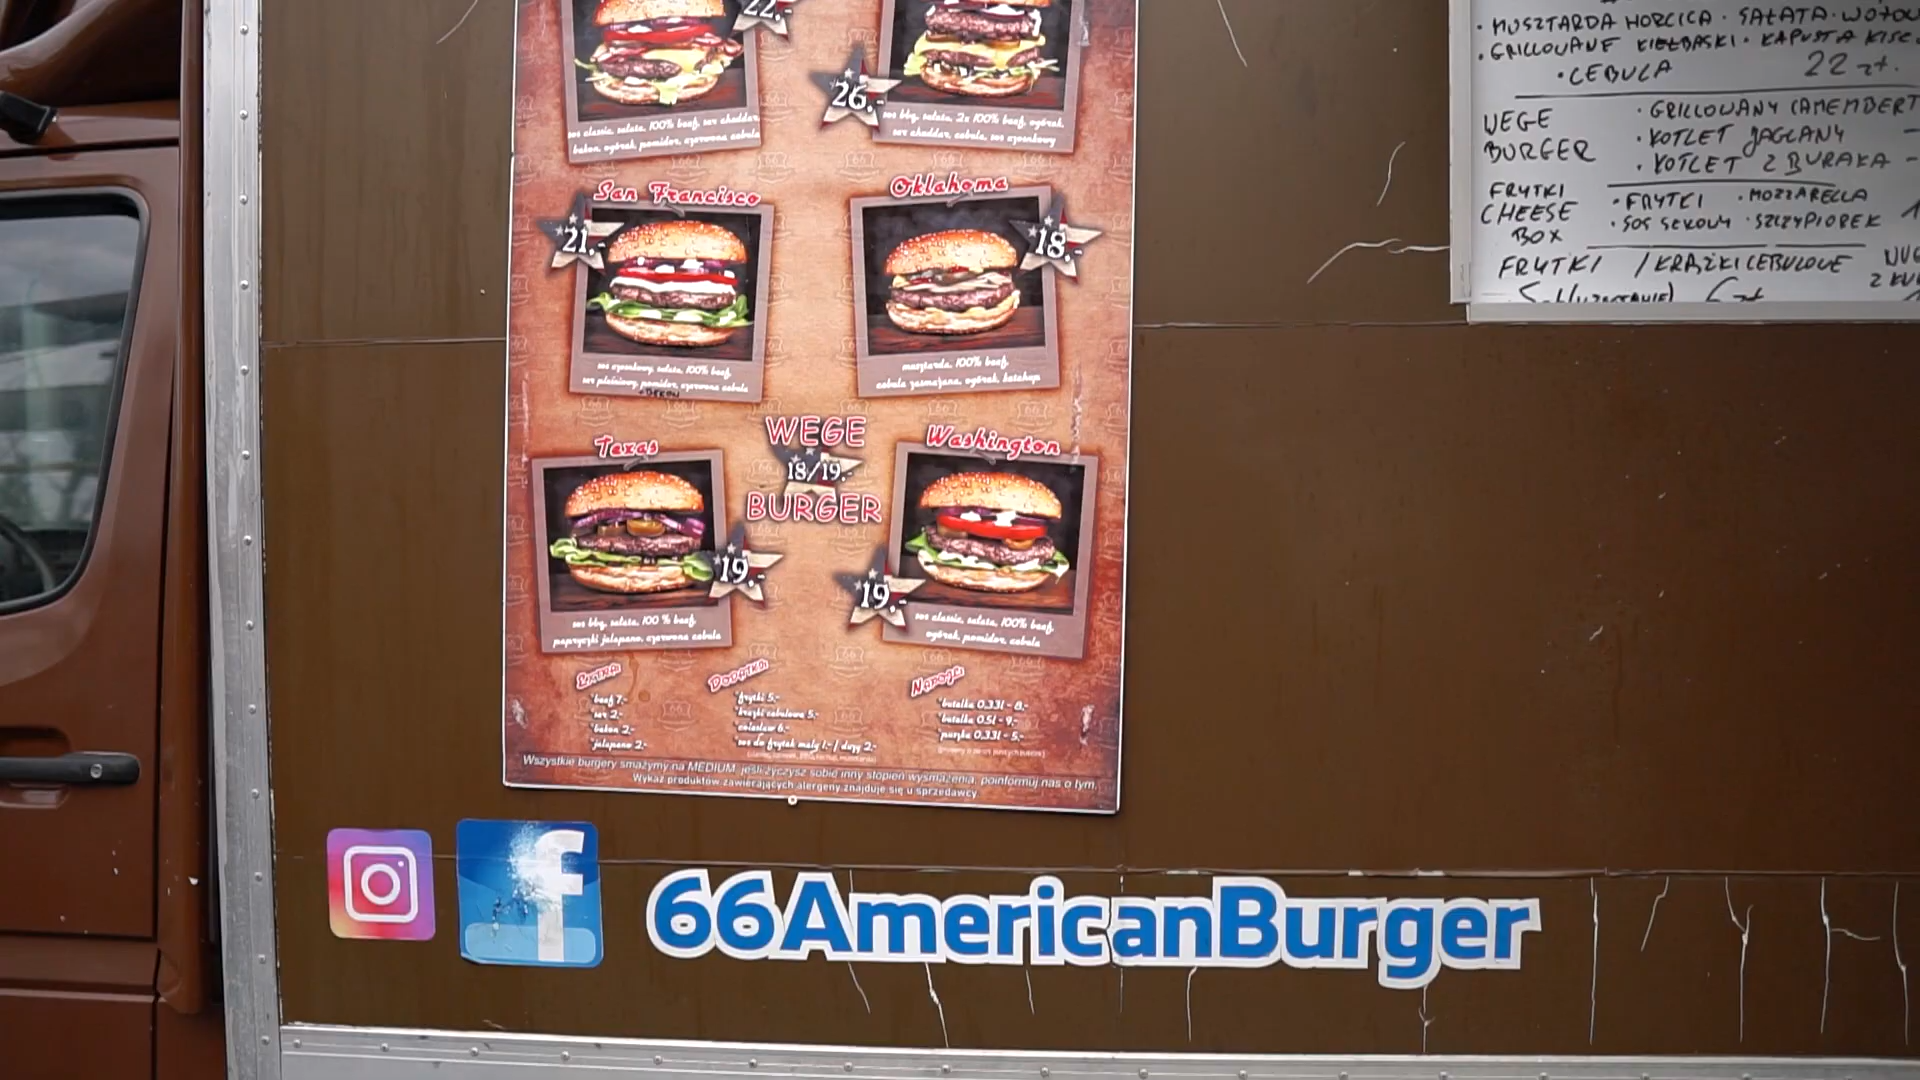 22.-
sos classic, sałata, 100% beef, ser cheddar,
bekon, ogórek, pomidor, czerwona cebula
26.-
sos bbq, sałata, 2x 100% beef, ogórek,
ser cheddar, cebula, sos czosnkowy
San Francisco
21.-
sos czosnkowy, sałata, 100% beef,
ser pleśniowy, pomidor, czerwona cebula
+ BEKON
Oklahoma
18.-
musztarda, 100% beef,
cebula zasmażana, ogórek, ketchup
Texas
19.-
sos bbq, sałata, 100 % beef,
papryczki jalapeno, czerwona cebula
WEGE
18/19.-
BURGER
Washington
19.-
sos classic, sałata, 100% beef,
ogórek, pomidor, cebula
EXTRA:
*beef 7.-
*ser 2.-
*bekon 2.-
*jalapeno 2.-
DODATKI:
*frytki 5.-
*krążki cebulowe 5.-
*colesław 6.-
*sos do frytek mały 1.- / duży 2.-
NAPOJE:
*butelka 0,33l - 8.-
*butelka 0.5l - 9.-
*puszka 0.33l - 5.-
Wszystkie burgery smażymy na MEDIUM, jeśli życzysz sobie inny stopień wysmażenia, poinformuj nas o tym.
Wykaz produktów zawierających alergeny znajduje się u sprzedawcy.
· MUSZTARDA HORCICA · SAŁATA ·
· GRILLOWANE KIEŁBASKI · KAPUSTA
· CEBULA 22 zł.
WEGE BURGER
· GRILLOWANY CAMEMBERT
· KOTLET JAGLANY -
· KOTLET Z BURAKA -
FRYTKI CHEESE BOX
· FRYTKI · MOZZARELLA
· SOS SEROWY · SZCZYPIOREK
FRYTKI / KRĄŻKI CEBULOWE
f 66AmericanBurger